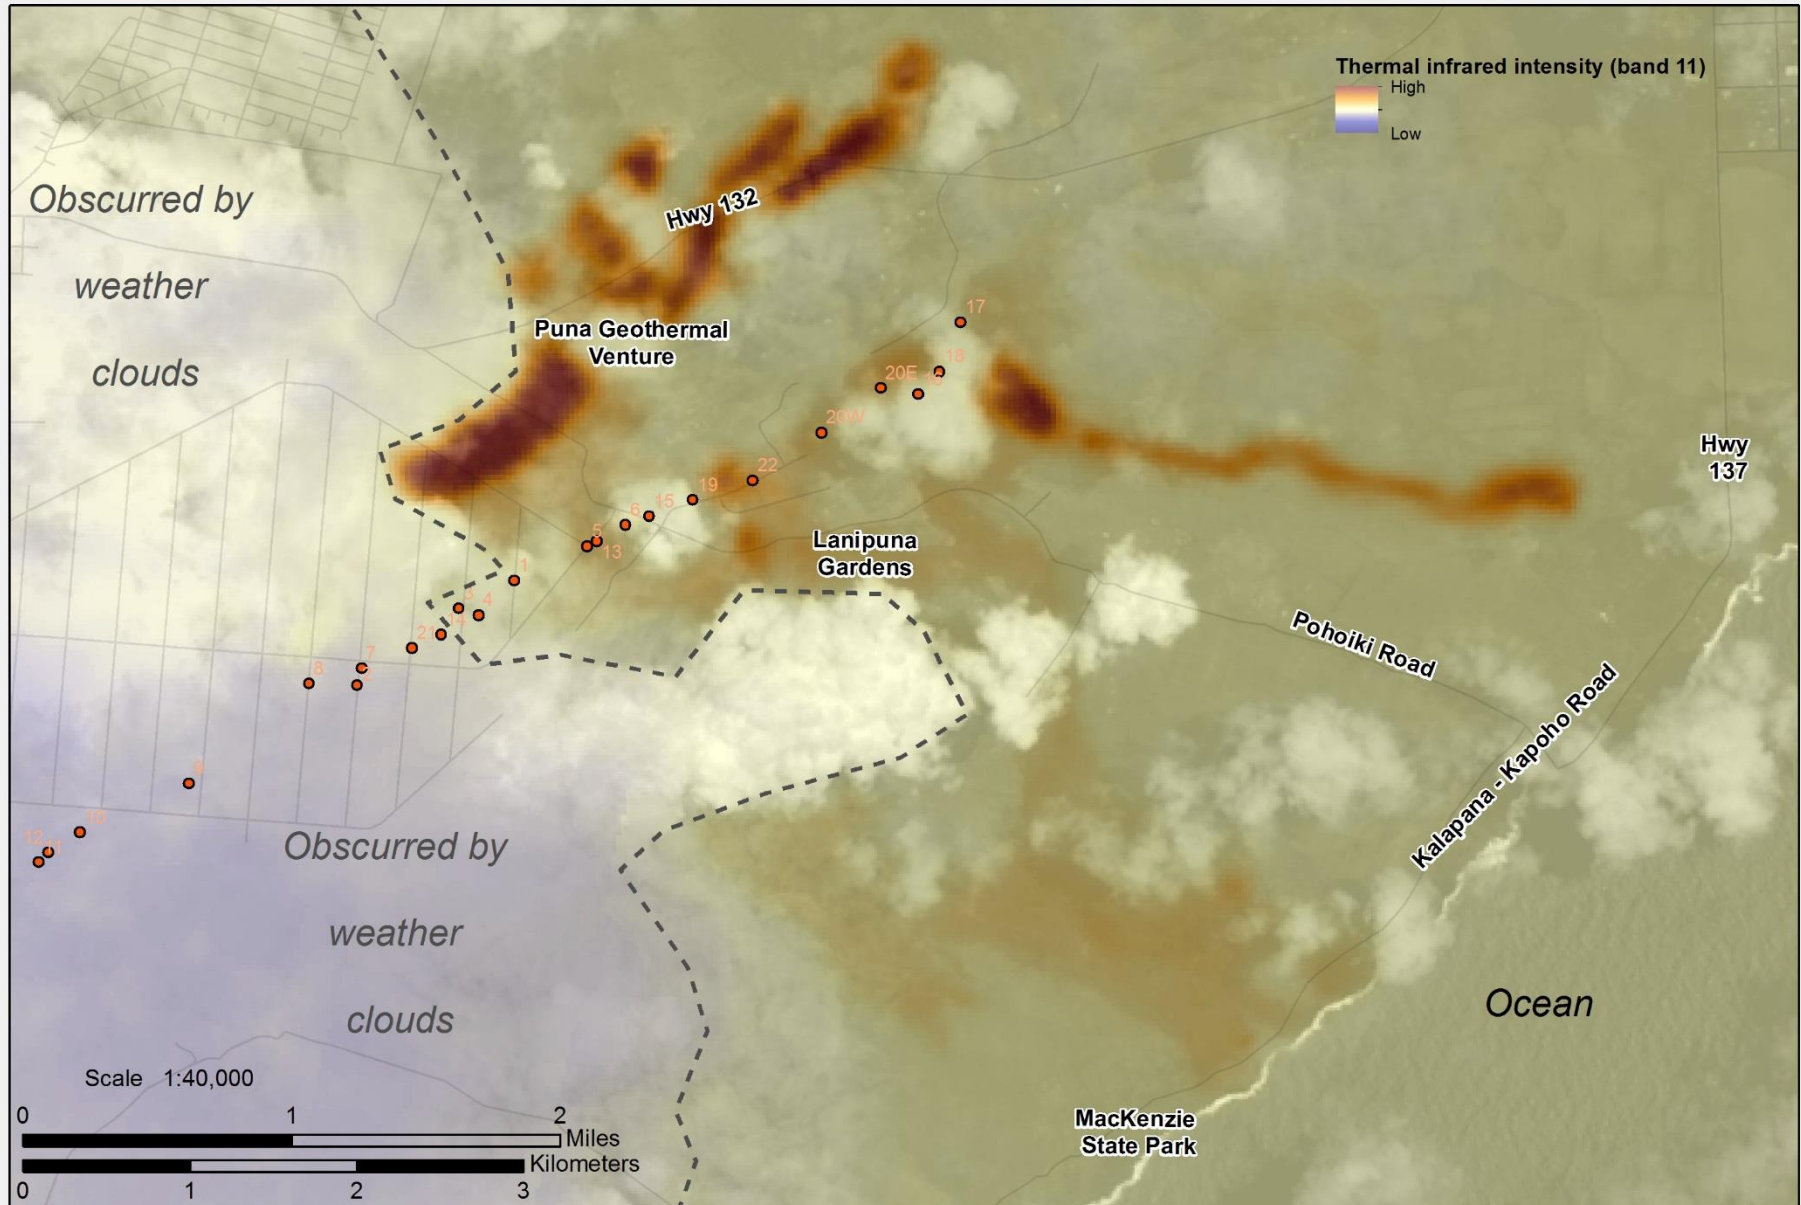 Thermal infrared intensity (band 11)
High
Low
Obscurred by
weather
clouds
Hwy 132
Puna Geothermal
Venture
17
18
20E
20W
22
19
15
6
5
13
1
3
4
14
21
7
8
9
10
12
11
Hwy
137
Lanipuna
Gardens
Pohoiki Road
Kalapana - Kapoho Road
Obscurred by
weather
clouds
Ocean
MacKenzie
State Park
Scale 1:40,000
0 1 2
Miles
Kilometers
0 1 2 3